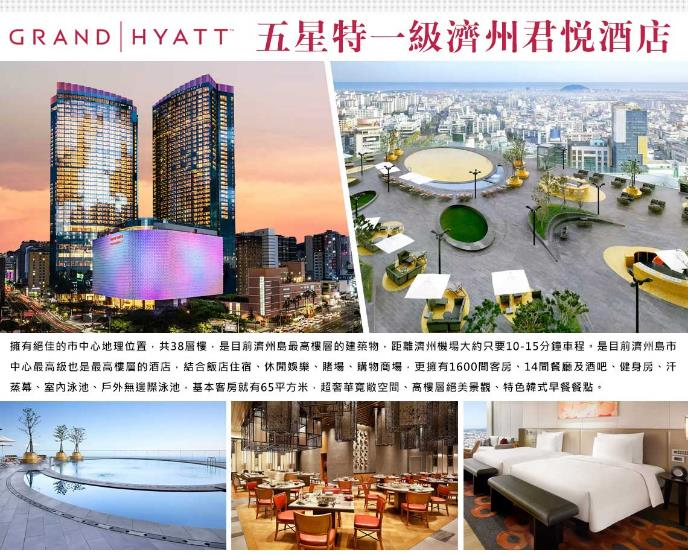 GRAND | HYATT™ 五星特一級濟州君悅酒店
擁有絕佳的市中心地理位置，共38層樓，是目前濟州島最高樓層的建築物，距離濟州機場大約只要10-15分鐘車程。是目前濟州島市
中心最高級也是最高樓層的酒店，結合飯店住宿、休閒娛樂、賭場、購物商場，更擁有1600間客房、14間餐廳及酒吧、健身房、汗
蒸幕、室內泳池、戶外無邊際泳池，基本客房就有65平方米，超奢華寬敞空間、高樓層絕美景觀、特色韓式早餐餐點。